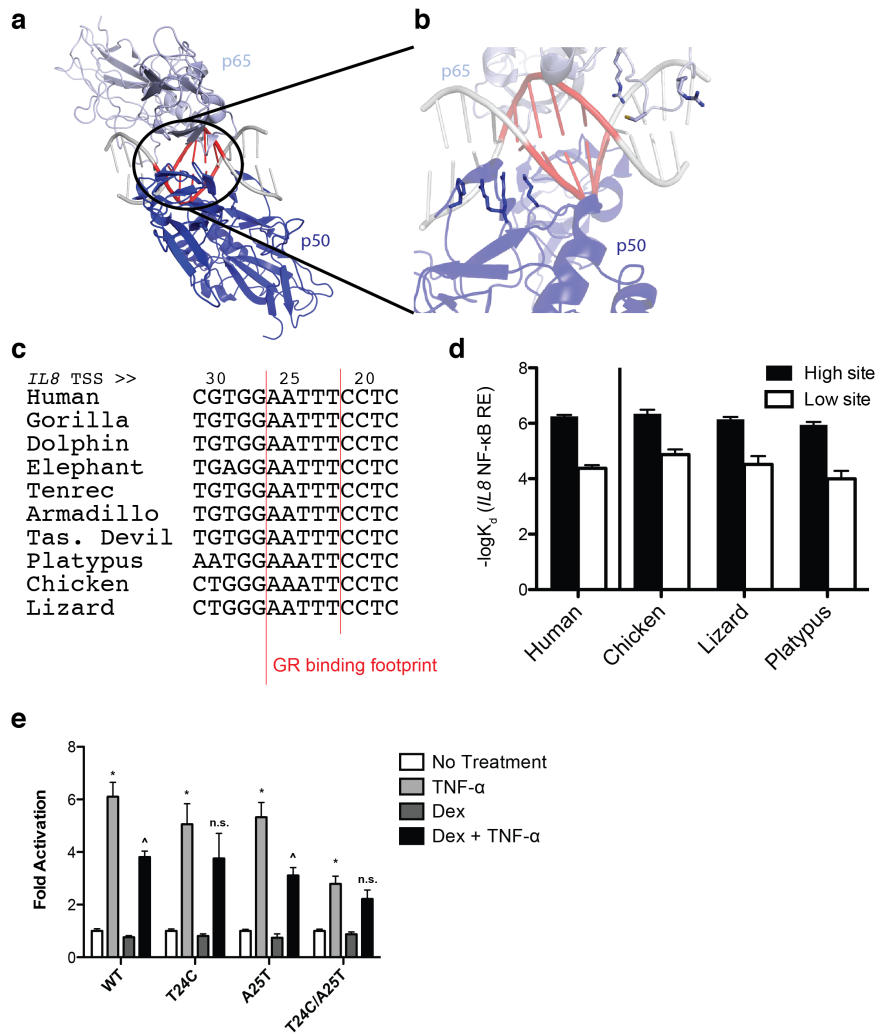 a
p65
p50
b
p65
p50
c
IL8 TSS >> 30 25 20
Human CGTGGAATTTCCTC
Gorilla TGTGGAATTTCCTC
Dolphin TGTGGAATTTCCTC
Elephant TGAGGAATTTCCTC
Tenrec TGTGGAATTTCCTC
Armadillo TGTGGAATTTCCTC
Tas. Devil TGTGGAATTTCCTC
Platypus AATGGAAATTCCTC
Chicken CTGGGAAATTCCTC
Lizard CTGGGAATTTCCTC
GR binding footprint
d
-logKd (IL8 NF-κB RE)
8
6
4
2
0
High site
Low site
Human
Chicken
Lizard
Platypus
e
Fold Activation
8
6
4
2
0
* ^
* n.s.
* ^
* n.s.
WT
T24C
A25T
T24C/A25T
No Treatment
TNF-α
Dex
Dex + TNF-α